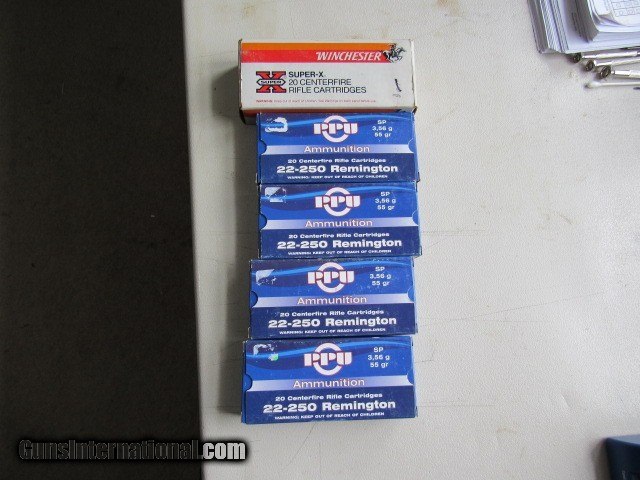 WINCHESTER
SUPER-X
X SUPER
20 CENTERFIRE
RIFLE CARTRIDGES
PPU
SP
3,56 g
55 gr
Ammunition
20 Centerfire Rifle Cartridges
22-250 Remington
WARNING: KEEP OUT OF REACH OF CHILDREN
PPU
SP
3,56 g
55 gr
Ammunition
20 Centerfire Rifle Cartridges
22-250 Remington
WARNING: KEEP OUT OF REACH OF CHILDREN
PPU
SP
3,56 g
55 gr
Ammunition
20 Centerfire Rifle Cartridges
22-250 Remington
WARNING: KEEP OUT OF REACH OF CHILDREN
PPU
SP
3,56 g
55 gr
Ammunition
20 Centerfire Rifle Cartridges
22-250 Remington
WARNING: KEEP OUT OF REACH OF CHILDREN
GunsInternational.com